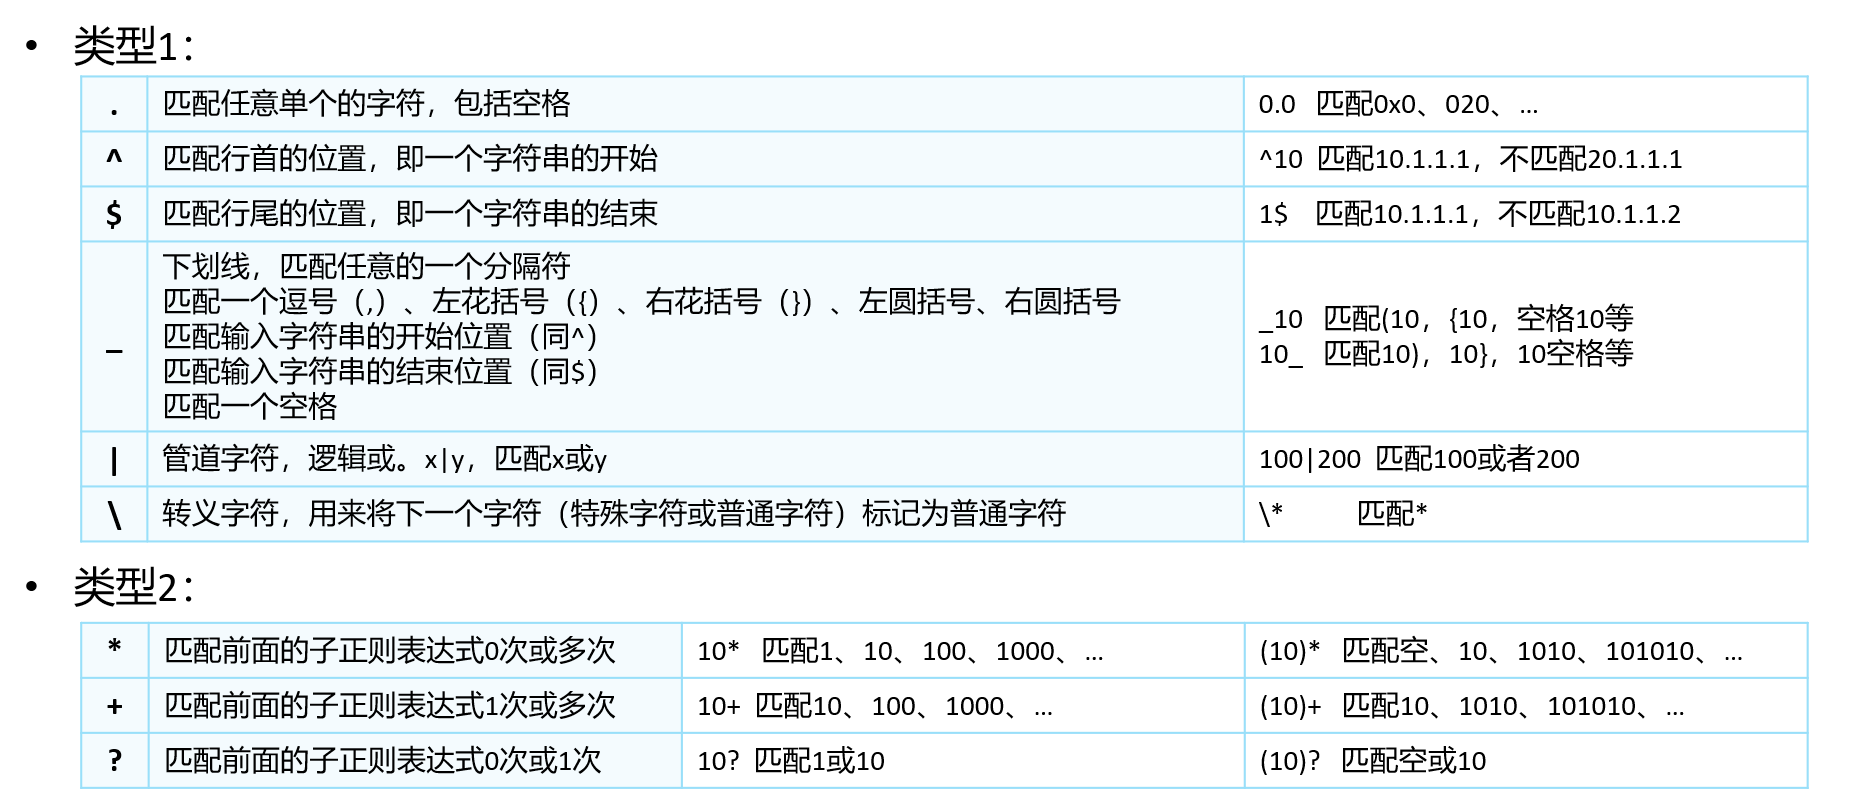 • 类型1：
. 匹配任意单个的字符，包括空格 0.0 匹配0x0、020、…
^ 匹配行首的位置，即一个字符串的开始 ^10 匹配10.1.1.1，不匹配20.1.1.1
$ 匹配行尾的位置，即一个字符串的结束 1$ 匹配10.1.1.1，不匹配10.1.1.2
_
下划线，匹配任意的一个分隔符
匹配一个逗号（,）、左花括号（{）、右花括号（}）、左圆括号、右圆括号
匹配输入字符串的开始位置（同^）
匹配输入字符串的结束位置（同$）
匹配一个空格
_10 匹配(10，{10，空格10等
10_ 匹配10)，10}，10空格等
| 管道字符，逻辑或。x|y，匹配x或y 100|200 匹配100或者200
\ 转义字符，用来将下一个字符（特殊字符或普通字符）标记为普通字符 \* 匹配*
• 类型2：
* 匹配前面的子正则表达式0次或多次 10* 匹配1、10、100、1000、… (10)* 匹配空、10、1010、101010、…
+ 匹配前面的子正则表达式1次或多次 10+ 匹配10、100、1000、… (10)+ 匹配10、1010、101010、…
? 匹配前面的子正则表达式0次或1次 10? 匹配1或10 (10)? 匹配空或10